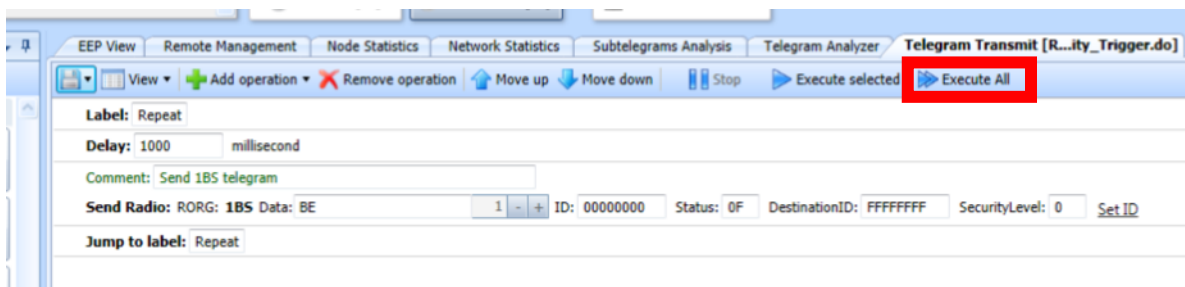 EEP View Remote Management Node Statistics Network Statistics Subtelegrams Analysis Telegram Analyzer Telegram Transmit [R...ity_Trigger.do]
View Add operation Remove operation Move up Move down Stop Execute selected Execute All
Label: Repeat
Delay: 1000 millisecond
Comment: Send 1BS telegram
Send Radio: RORG: 1BS Data: BE 1 - + ID: 00000000 Status: 0F DestinationID: FFFFFFFF SecurityLevel: 0 Set ID
Jump to label: Repeat